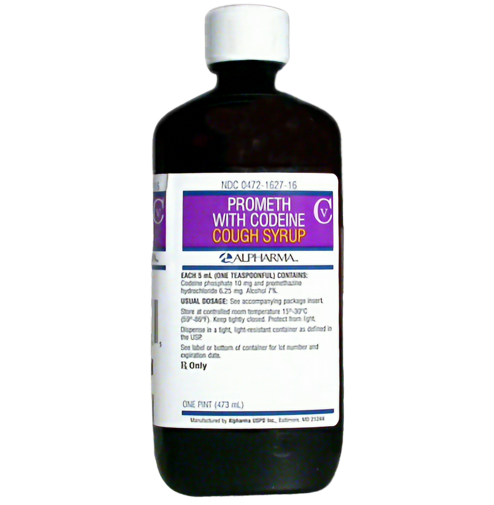 NDC 0472-1627-16
PROMETH
WITH CODEINE
COUGH SYRUP
CV
ALPHARMA
EACH 5 mL (ONE TEASPOONFUL) CONTAINS:
Codeine phosphate 10 mg and promethazine
hydrochloride 6.25 mg. Alcohol 7%.
USUAL DOSAGE: See accompanying package insert.
Store at controlled room temperature 15°-30°C
(59°-86°F). Keep tightly closed. Protect from light.
Dispense in a tight, light-resistant container as defined in
the USP.
See label or bottom of container for lot number and
expiration date.
℞ Only
ONE PINT (473 mL)
Manufactured by Alpharma USPD Inc., Baltimore, MD 21244